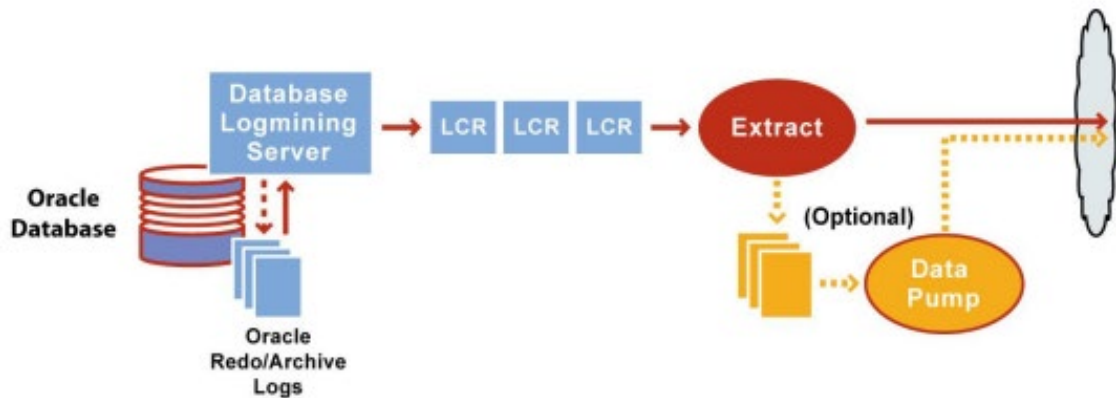 Database
Logmining
Server
LCR
LCR
LCR
Extract
Oracle
Database
(Optional)
Data
Pump
Oracle
Redo/Archive
Logs